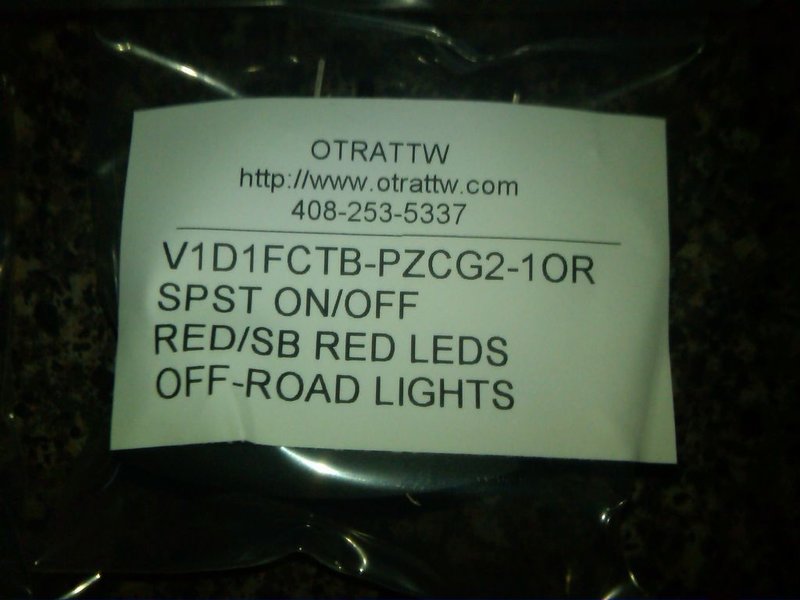 OTRATTW
http://www.otrattw.com
408-253-5337
V1D1FCTB-PZCG2-1OR
SPST ON/OFF
RED/SB RED LEDS
OFF-ROAD LIGHTS